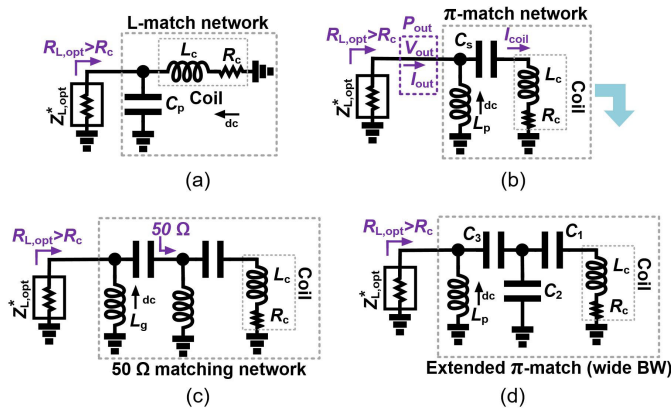 L-match network
R_L,opt>R_c
L_c
R_c
Z*_L,opt
C_p
Coil
dc
(a)
π-match network
R_L,opt>R_c
P_out
V_out
I_out
C_s
I_coil
Z*_L,opt
L_p
dc
L_c
R_c
Coil
(b)
R_L,opt>R_c
50 Ω
Z*_L,opt
L_g
dc
L_c
R_c
Coil
50 Ω matching network
(c)
R_L,opt>R_c
C_3
C_1
Z*_L,opt
L_p
dc
C_2
L_c
R_c
Coil
Extended π-match (wide BW)
(d)